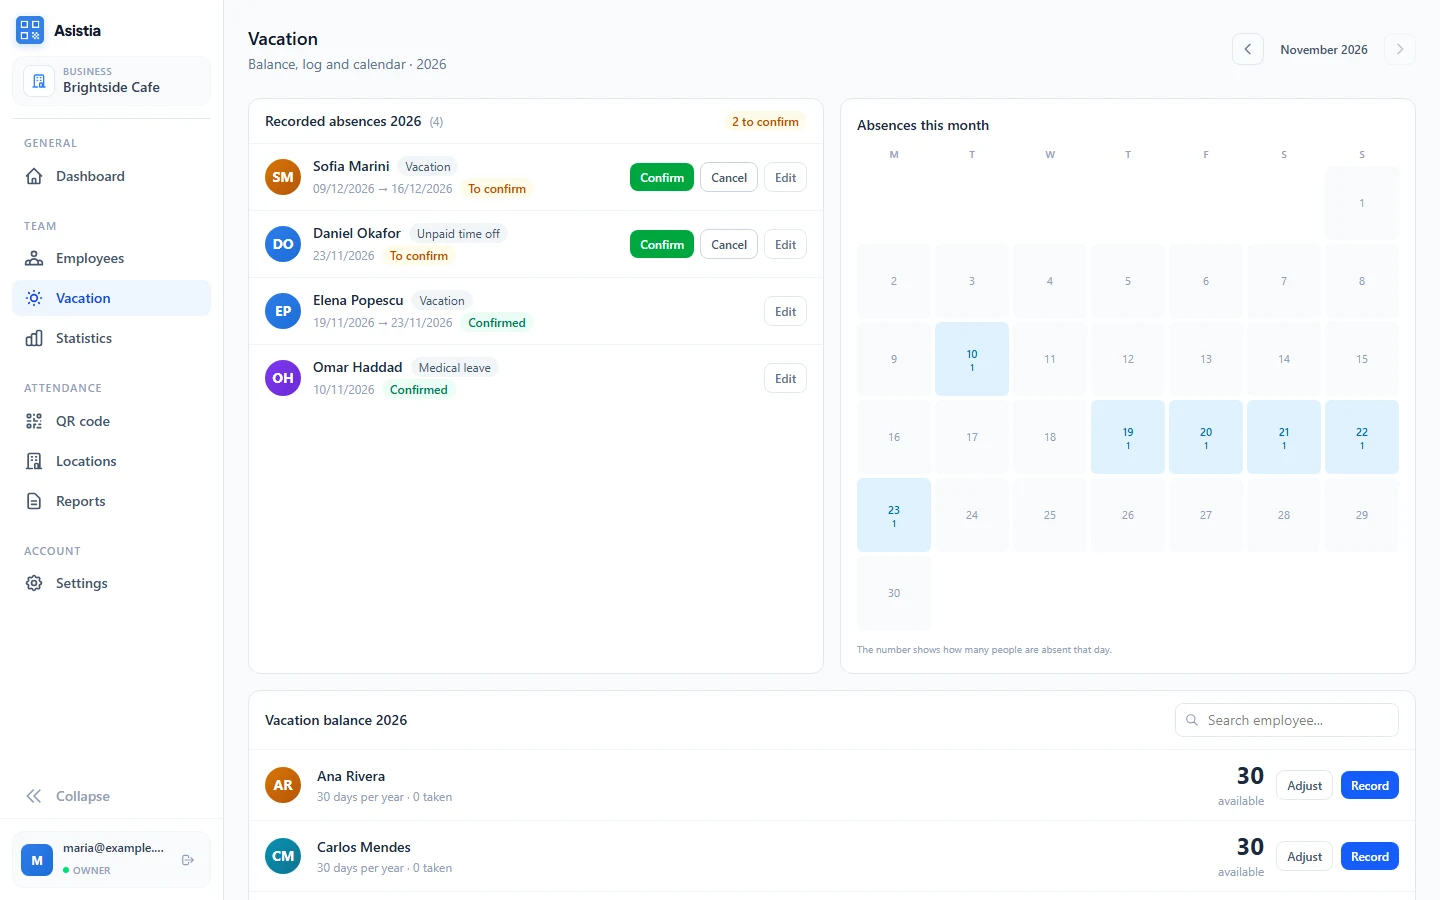 Asistia
BUSINESS
Brightside Cafe
GENERAL
Dashboard
TEAM
Employees
Vacation
Statistics
ATTENDANCE
QR code
Locations
Reports
ACCOUNT
Settings
Collapse
M
maria@example....
OWNER
Vacation
Balance, log and calendar · 2026
November 2026
Recorded absences 2026 (4)
2 to confirm
SM
Sofia Marini Vacation
09/12/2026 → 16/12/2026 To confirm
Confirm Cancel Edit
DO
Daniel Okafor Unpaid time off
23/11/2026 To confirm
Confirm Cancel Edit
EP
Elena Popescu Vacation
19/11/2026 → 23/11/2026 Confirmed
Edit
OH
Omar Haddad Medical leave
10/11/2026 Confirmed
Edit
Absences this month
M T W T F S S
1
2 3 4 5 6 7 8
9 10 11 12 13 14 15
1
16 17 18 19 20 21 22
1 1 1 1
23 24 25 26 27 28 29
1
30
The number shows how many people are absent that day.
Vacation balance 2026
Search employee...
AR
Ana Rivera
30 days per year · 0 taken
30
available
Adjust Record
CM
Carlos Mendes
30 days per year · 0 taken
30
available
Adjust Record